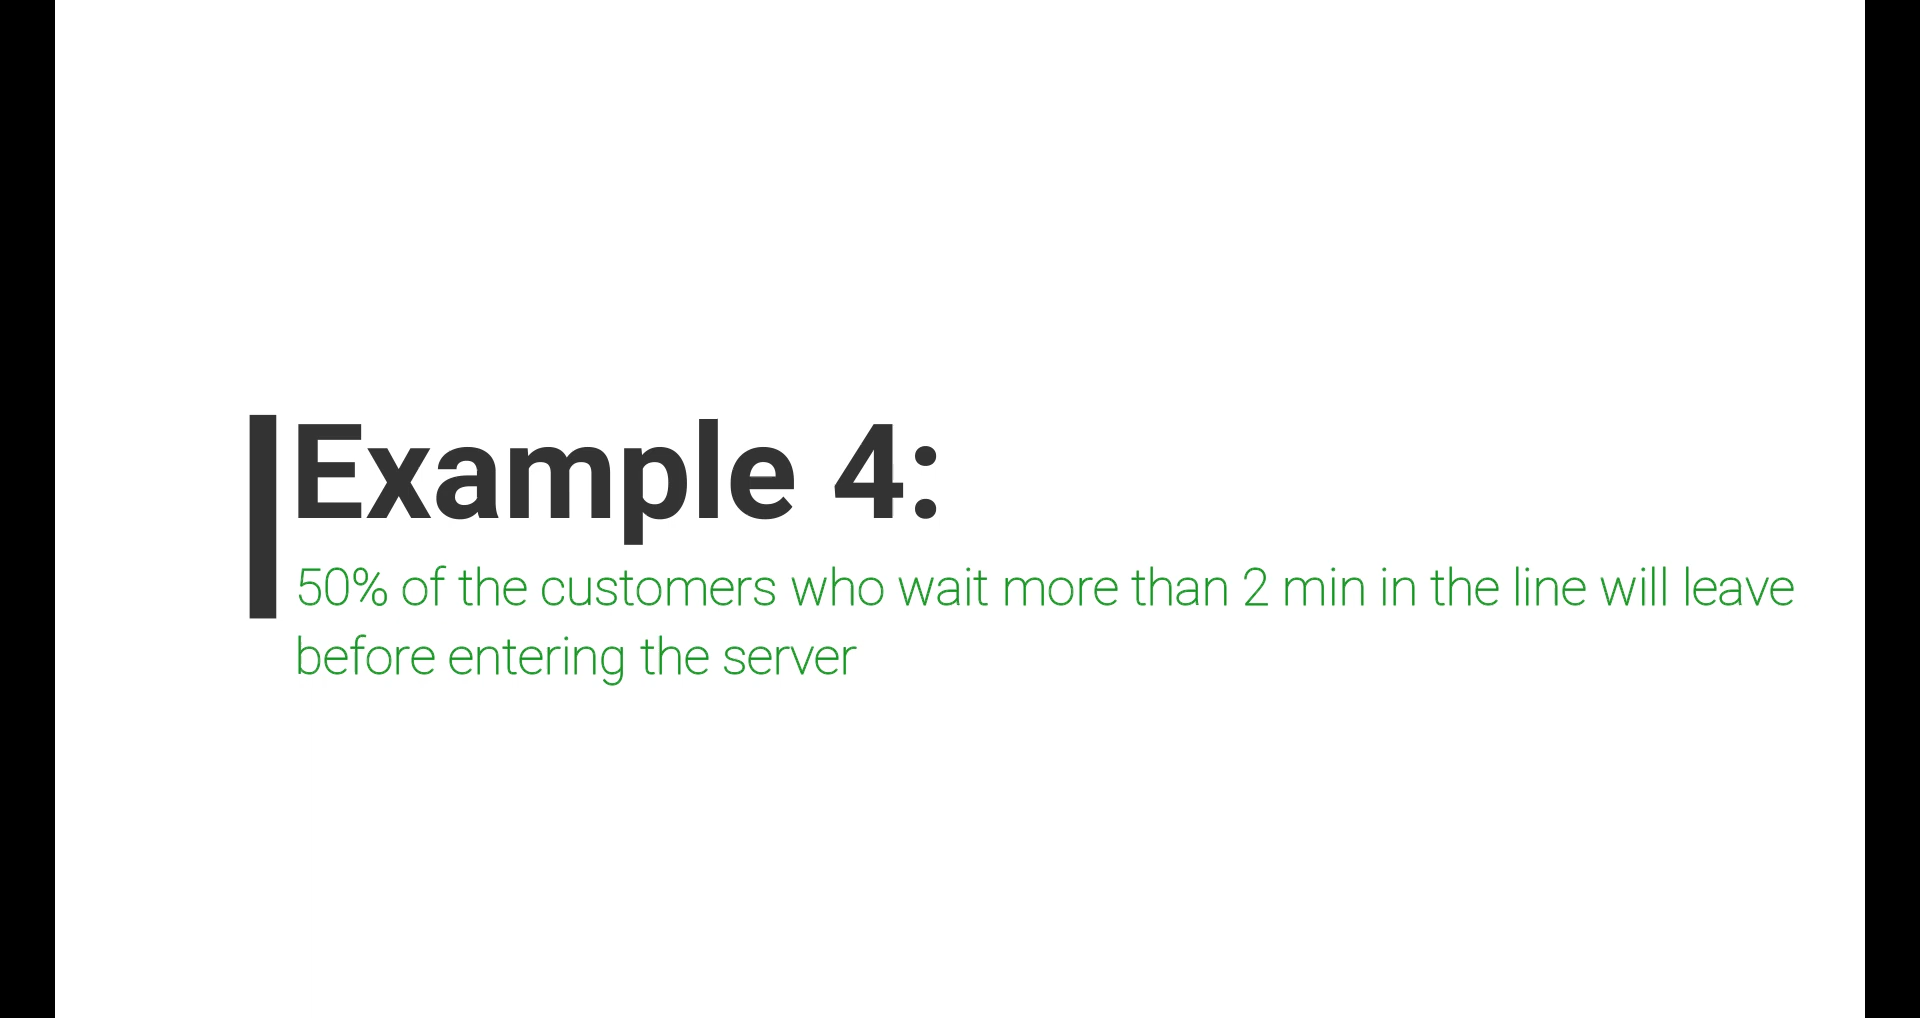 Example 4:
50% of the customers who wait more than 2 min in the line will leave
before entering the server